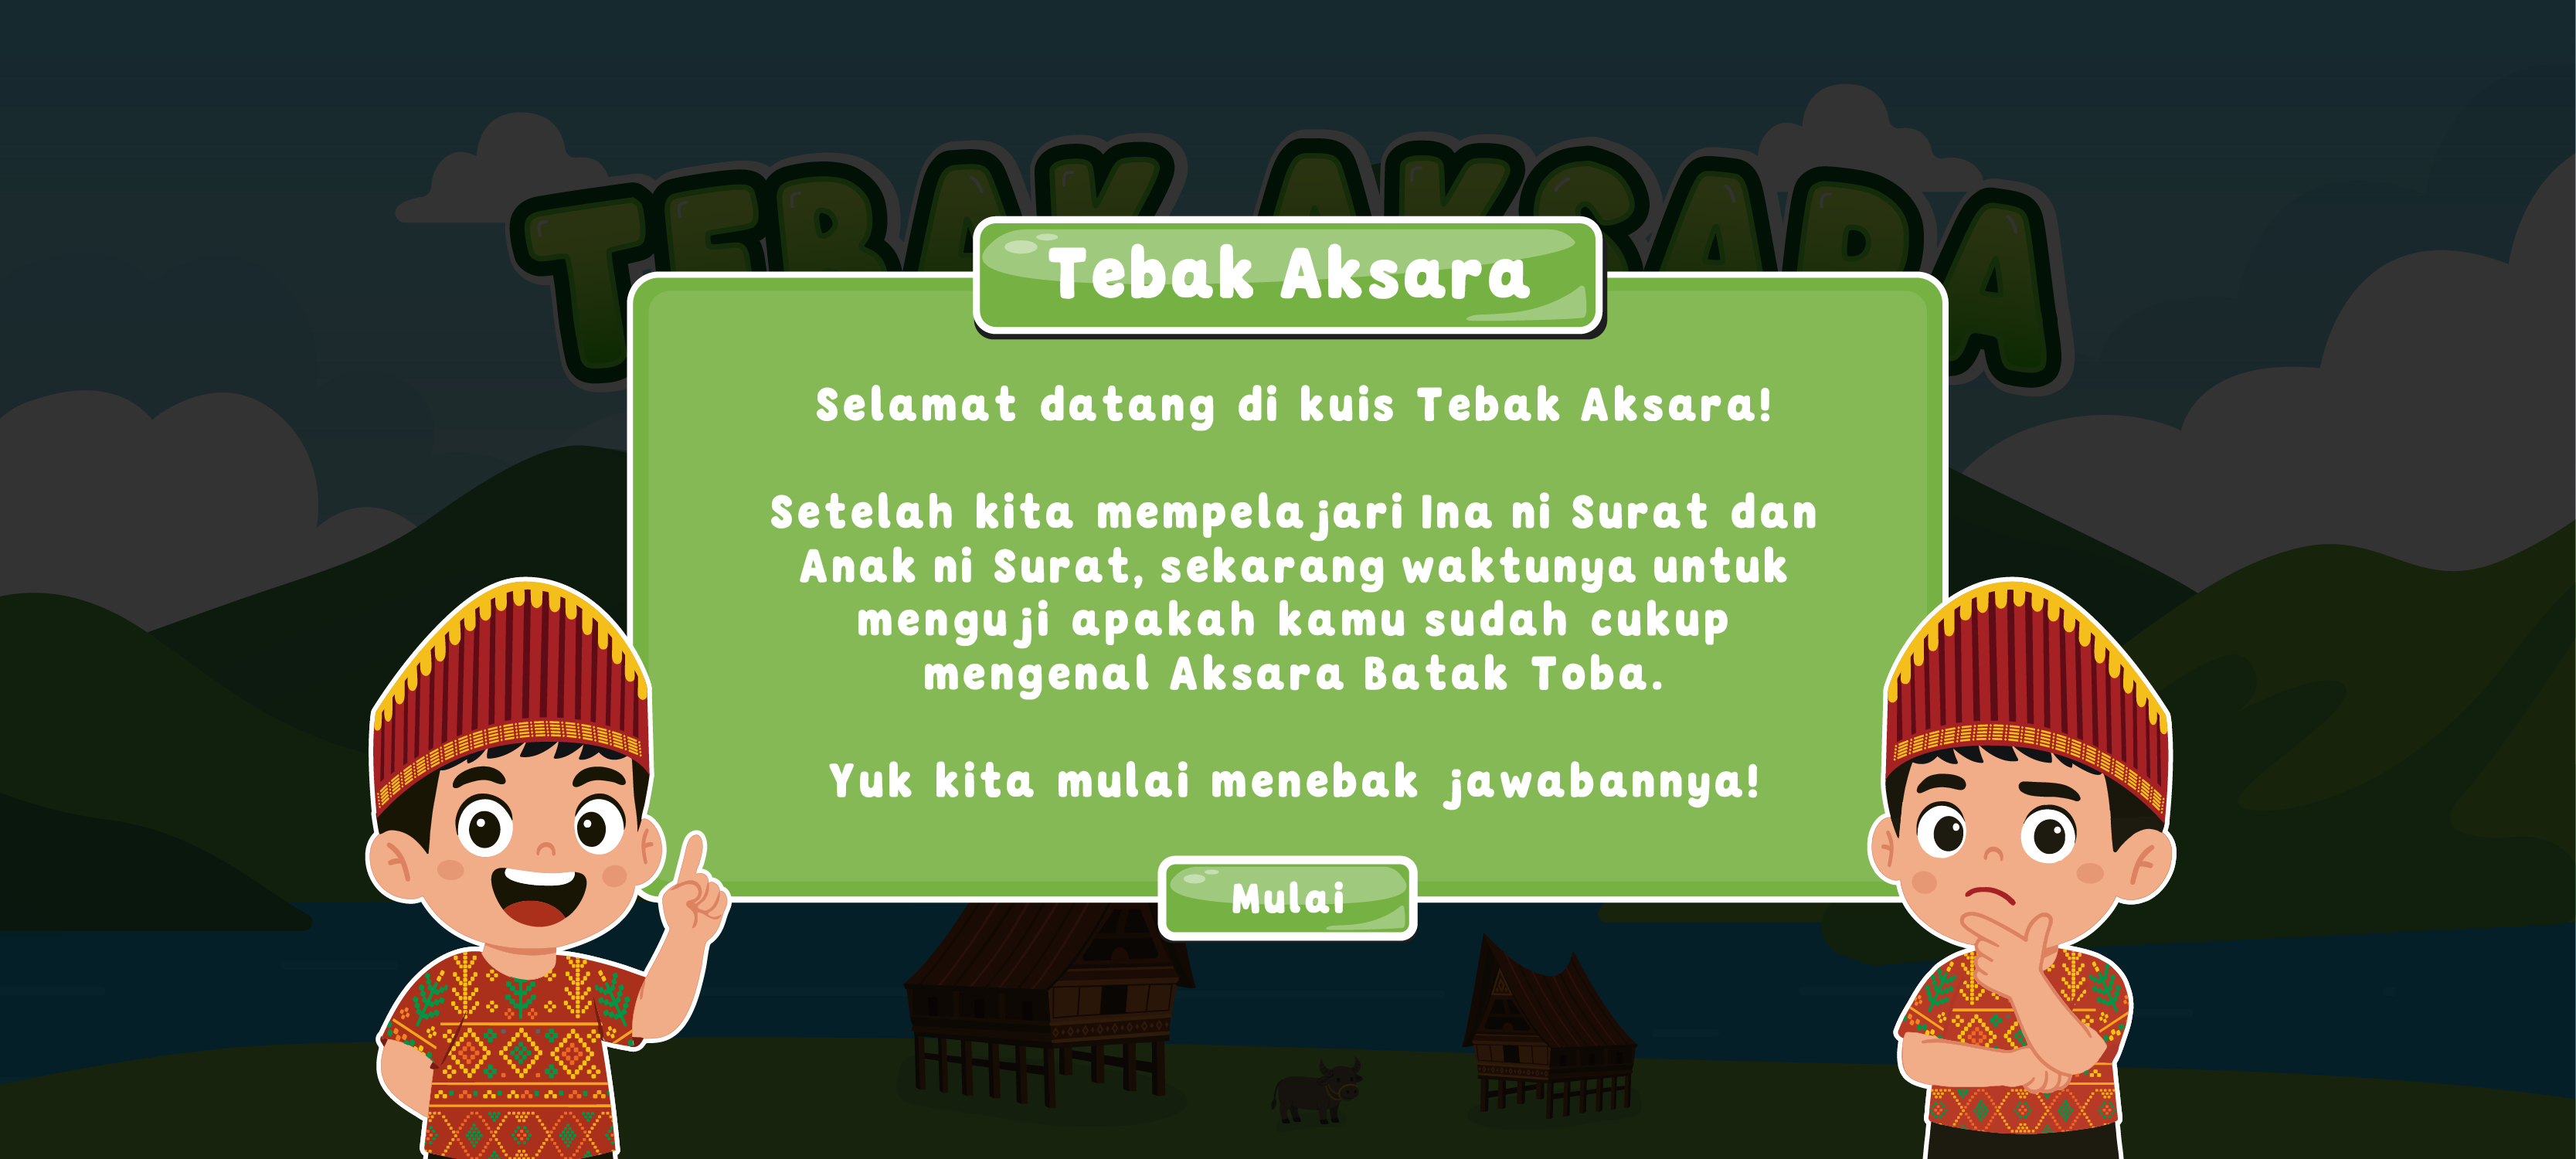 TEBAK AKSARA
Tebak Aksara
Selamat datang di kuis Tebak Aksara!
Setelah kita mempelajari Ina ni Surat dan
Anak ni Surat, sekarang waktunya untuk
menguji apakah kamu sudah cukup
mengenal Aksara Batak Toba.
Yuk kita mulai menebak jawabannya!
Mulai